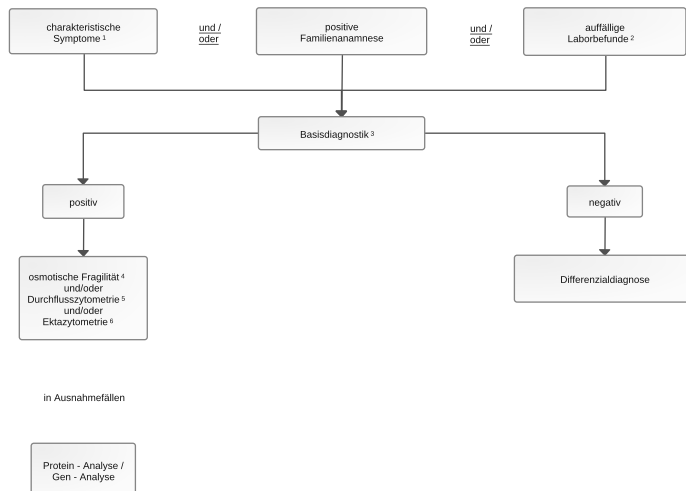 charakteristische
Symptome 1
und /
oder
positive
Familienanamnese
und /
oder
auffällige
Laborbefunde 2
Basisdiagnostik 3
positiv
negativ
osmotische Fragilität 4
und/oder
Durchflusszytometrie 5
und/oder
Ektazytometrie 6
Differenzialdiagnose
in Ausnahmefällen
Protein - Analyse /
Gen - Analyse